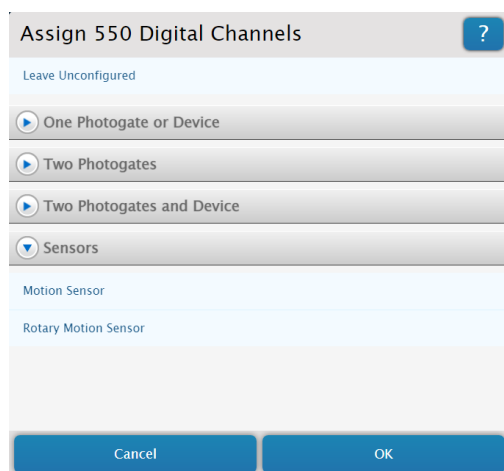 Assign 550 Digital Channels
?
Leave Unconfigured
One Photogate or Device
Two Photogates
Two Photogates and Device
Sensors
Motion Sensor
Rotary Motion Sensor
Cancel
OK